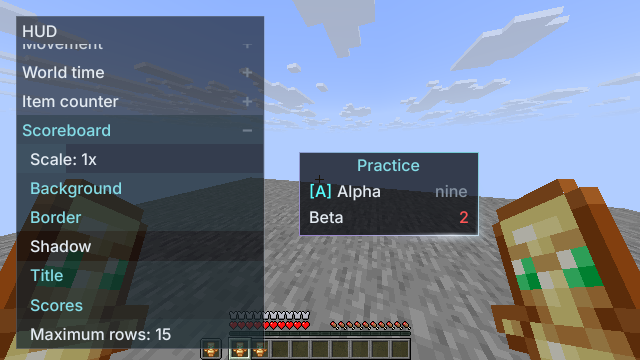 HUD
Movement +
World time +
Item counter +
Scoreboard −
Scale: 1x
Background
Border
Shadow
Title
Scores
Maximum rows: 15
Practice
[A] Alpha nine
Beta 2